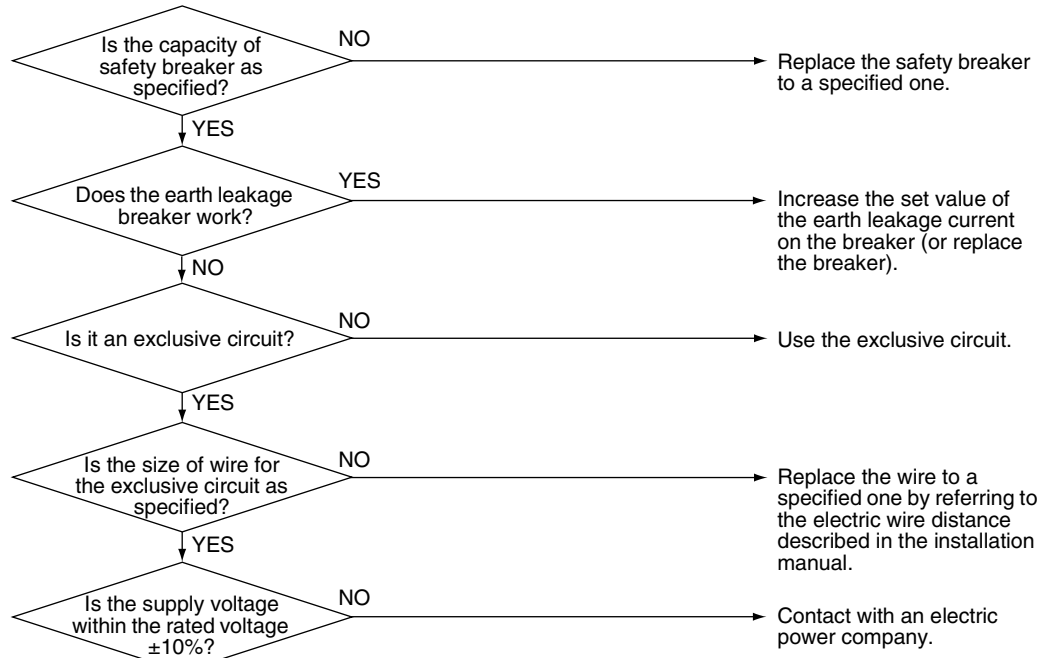 Is the capacity of
safety breaker as
specified?
NO
Replace the safety breaker
to a specified one.
YES
Does the earth leakage
breaker work?
YES
Increase the set value of
the earth leakage current
on the breaker (or replace
the breaker).
NO
Is it an exclusive circuit?
NO
Use the exclusive circuit.
YES
Is the size of wire for
the exclusive circuit as
specified?
NO
Replace the wire to a
specified one by referring to
the electric wire distance
described in the installation
manual.
YES
Is the supply voltage
within the rated voltage
±10%?
NO
Contact with an electric
power company.